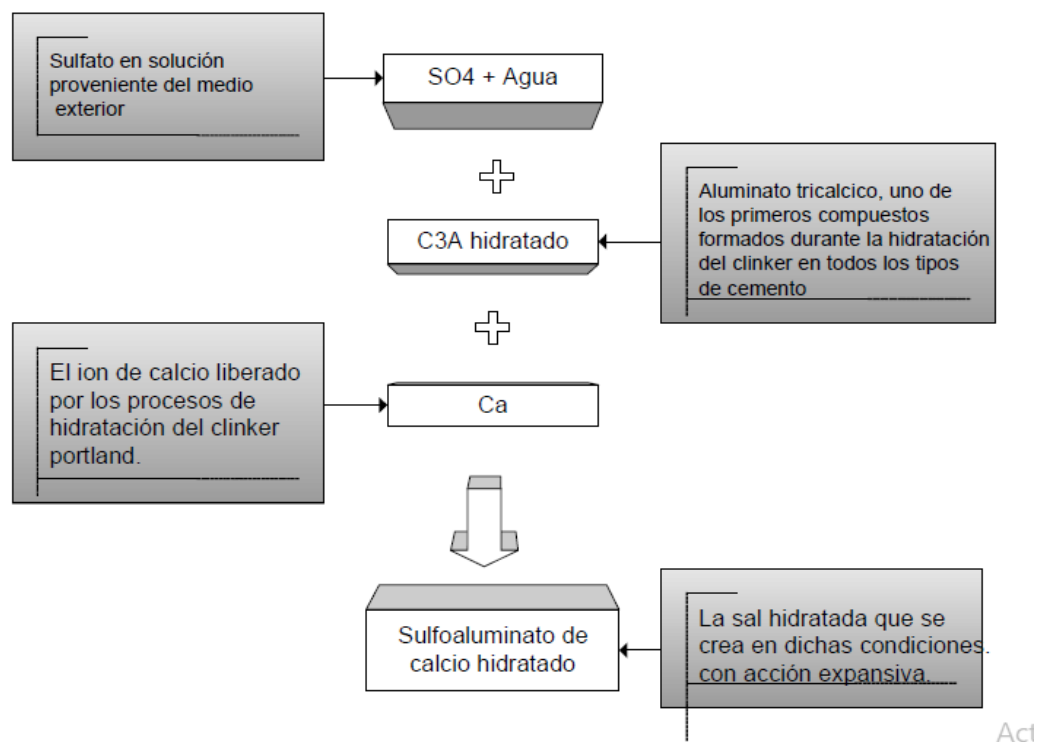 Sulfato en solución
proveniente del medio
exterior
SO4 + Agua
Aluminato tricalcico, uno de
los primeros compuestos
formados durante la hidratación
del clinker en todos los tipos
de cemento
C3A hidratado
El ion de calcio liberado
por los procesos de
hidratación del clinker
portland.
Ca
Sulfoaluminato de
calcio hidratado
La sal hidratada que se
crea en dichas condiciones.
con acción expansiva.
Act